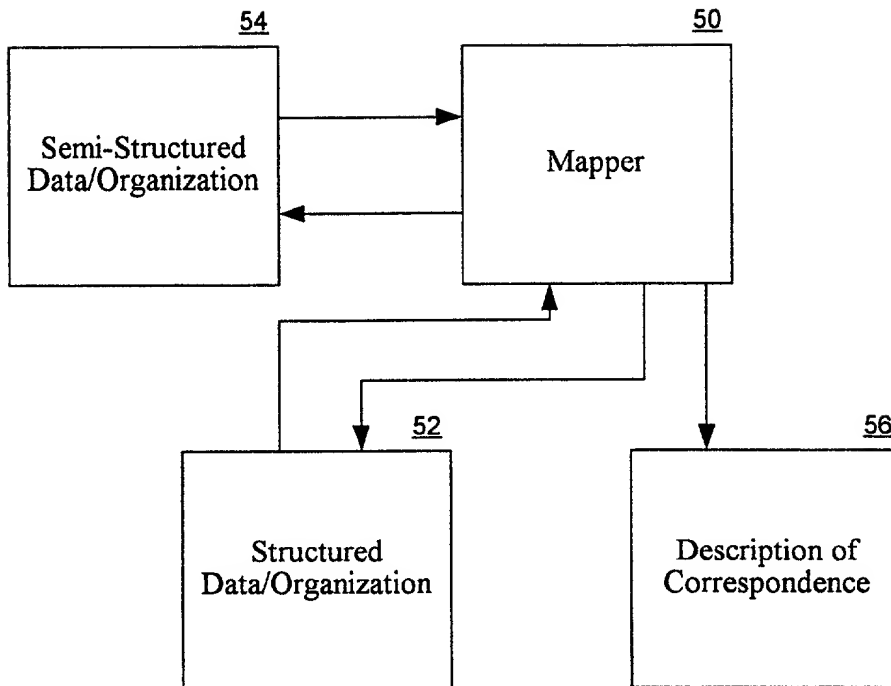 54
50
Semi-Structured
Data/Organization
Mapper
52
56
Structured
Data/Organization
Description of
Correspondence